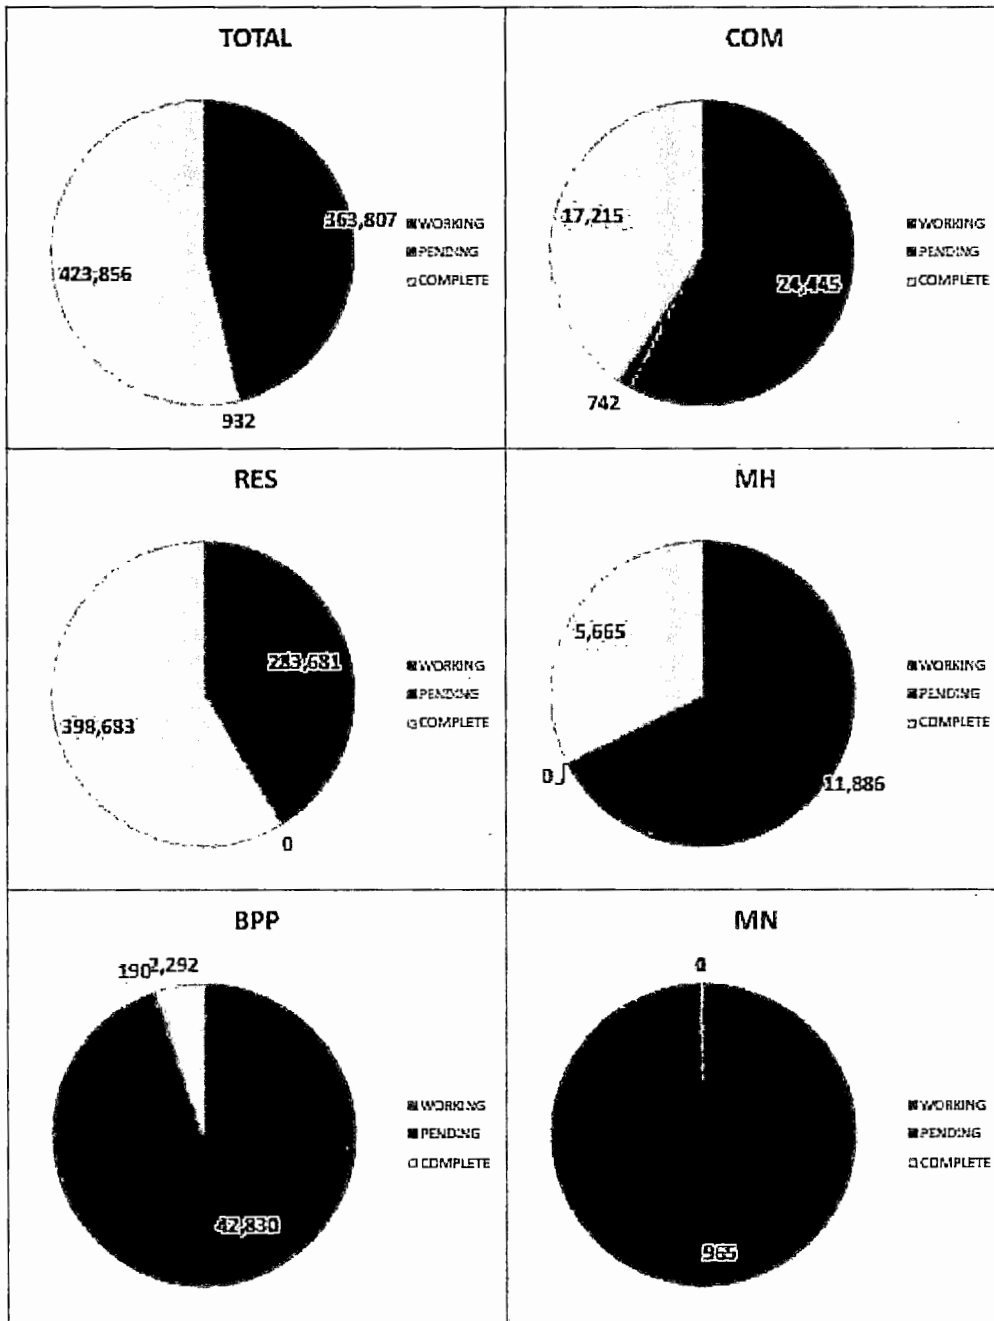 TOTAL
363,807
423,856
932
WORKING
PENDING
COMPLETE
COM
17,215
24,445
742
WORKING
PENDING
COMPLETE
RES
283,681
398,683
0
WORKING
PENDING
COMPLETE
MH
5,665
0
11,886
WORKING
PENDING
COMPLETE
BPP
190
2,292
42,830
WORKING
PENDING
COMPLETE
MN
0
965
WORKING
PENDING
COMPLETE